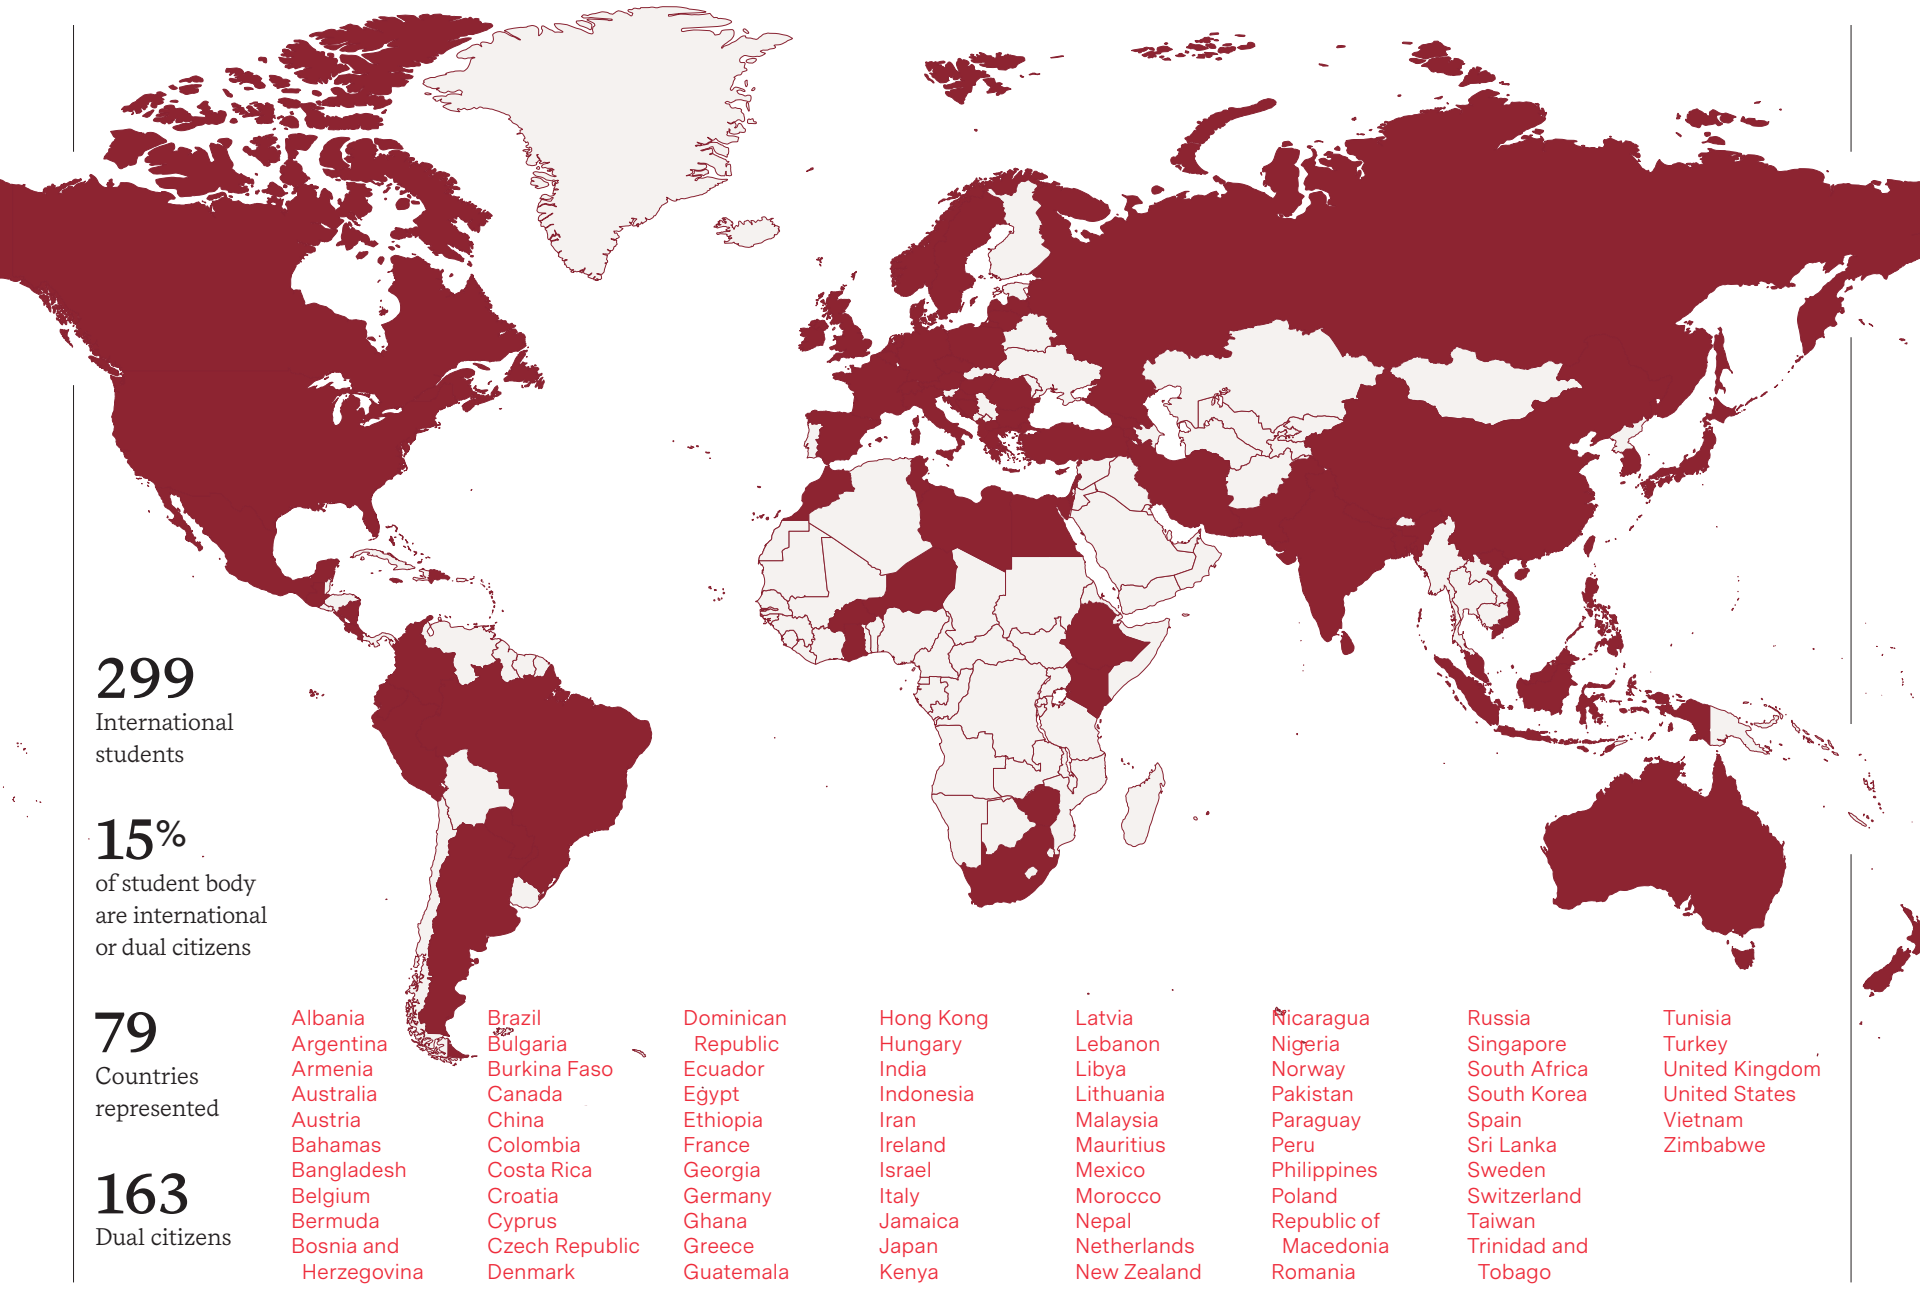 299
International
students
15%
of student body
are international
or dual citizens
79
Countries
represented
163
Dual citizens
Albania
Argentina
Armenia
Australia
Austria
Bahamas
Bangladesh
Belgium
Bermuda
Bosnia and
Herzegovina
Brazil
Bulgaria
Burkina Faso
Canada
China
Colombia
Costa Rica
Croatia
Cyprus
Czech Republic
Denmark
Dominican
Republic
Ecuador
Egypt
Ethiopia
France
Georgia
Germany
Ghana
Greece
Guatemala
Hong Kong
Hungary
India
Indonesia
Iran
Ireland
Israel
Italy
Jamaica
Japan
Kenya
Latvia
Lebanon
Libya
Lithuania
Malaysia
Mauritius
Mexico
Morocco
Nepal
Netherlands
New Zealand
Nicaragua
Nigeria
Norway
Pakistan
Paraguay
Peru
Philippines
Poland
Republic of
Macedonia
Romania
Russia
Singapore
South Africa
South Korea
Spain
Sri Lanka
Sweden
Switzerland
Taiwan
Trinidad and
Tobago
Tunisia
Turkey
United Kingdom
United States
Vietnam
Zimbabwe